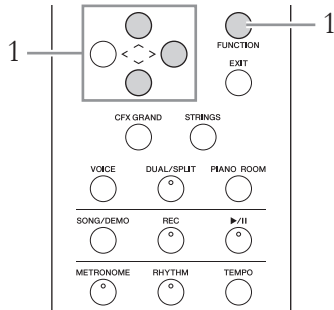 1
1
FUNCTION
EXIT
CFX GRAND STRINGS
VOICE DUAL/SPLIT PIANO ROOM
SONG/DEMO REC ►/II
METRONOME RHYTHM TEMPO